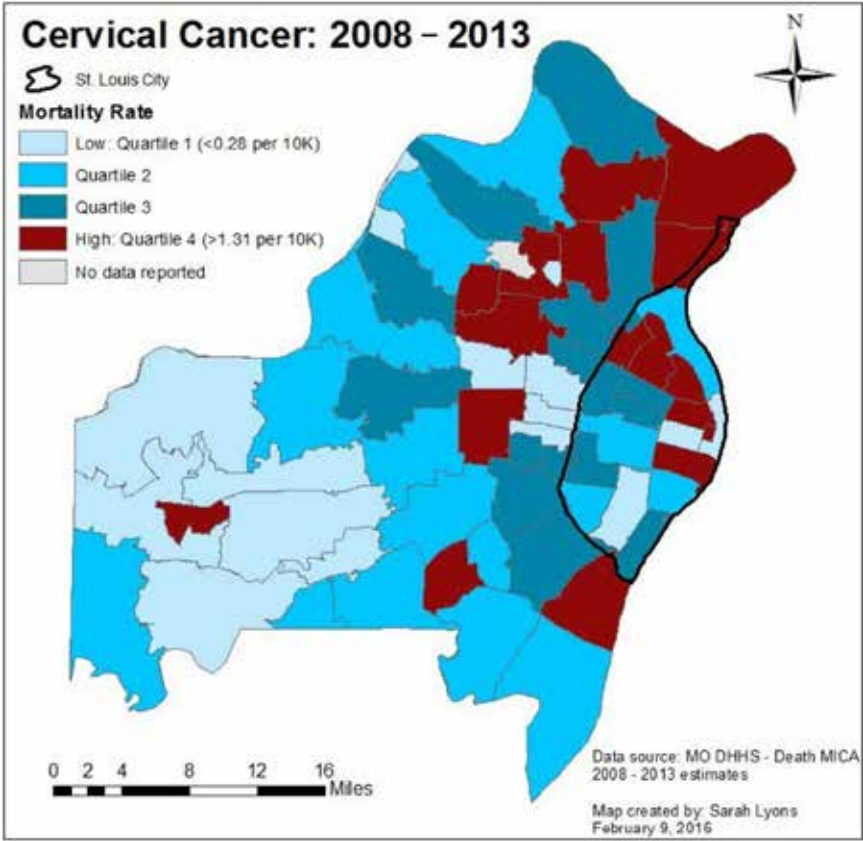 Cervical Cancer: 2008 – 2013
N
St. Louis City
Mortality Rate
Low: Quartile 1 (<0.28 per 10K)
Quartile 2
Quartile 3
High: Quartile 4 (>1.31 per 10K)
No data reported
0 2 4 8 12 16
Miles
Data source: MO DHHS - Death MICA
2008 - 2013 estimates
Map created by: Sarah Lyons
February 9, 2016